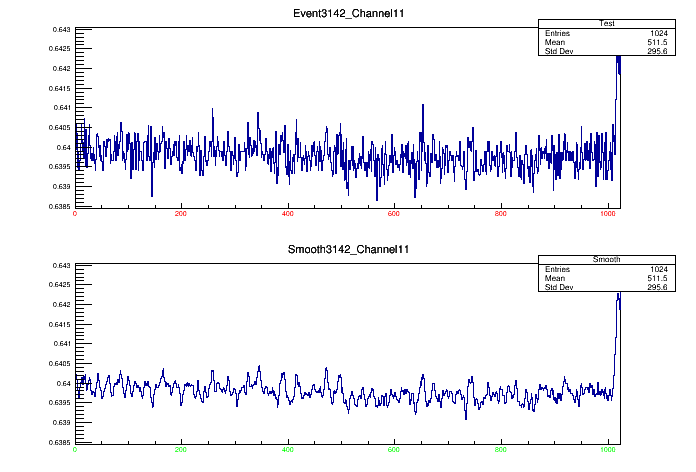 Event3142_Channel11
Test
Entries 1024
Mean 511.5
Std Dev 295.6
0.643
0.6425
0.642
0.6415
0.641
0.6405
0.64
0.6395
0.639
0.6385
0 200 400 600 800 1000
Smooth3142_Channel11
Smooth
Entries 1024
Mean 511.5
Std Dev 295.6
0.643
0.6425
0.642
0.6415
0.641
0.6405
0.64
0.6395
0.639
0.6385
0 200 400 600 800 1000